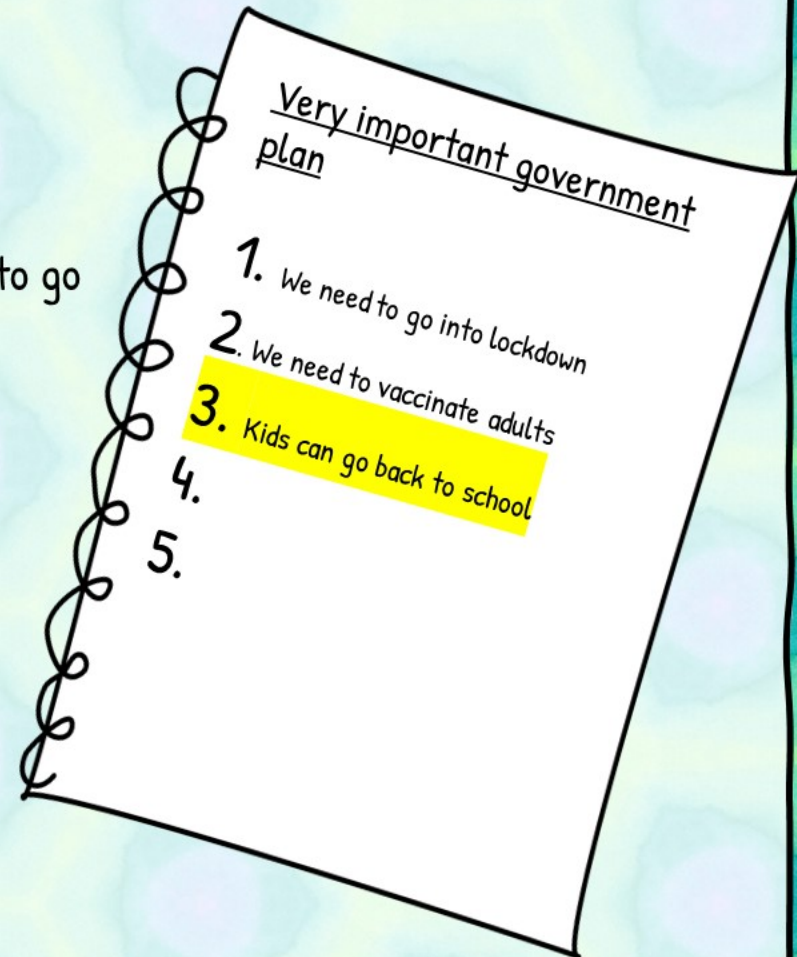 Very important government
plan
to go
1. We need to go into lockdown
2. We need to vaccinate adults
3. Kids can go back to school
4.
5.